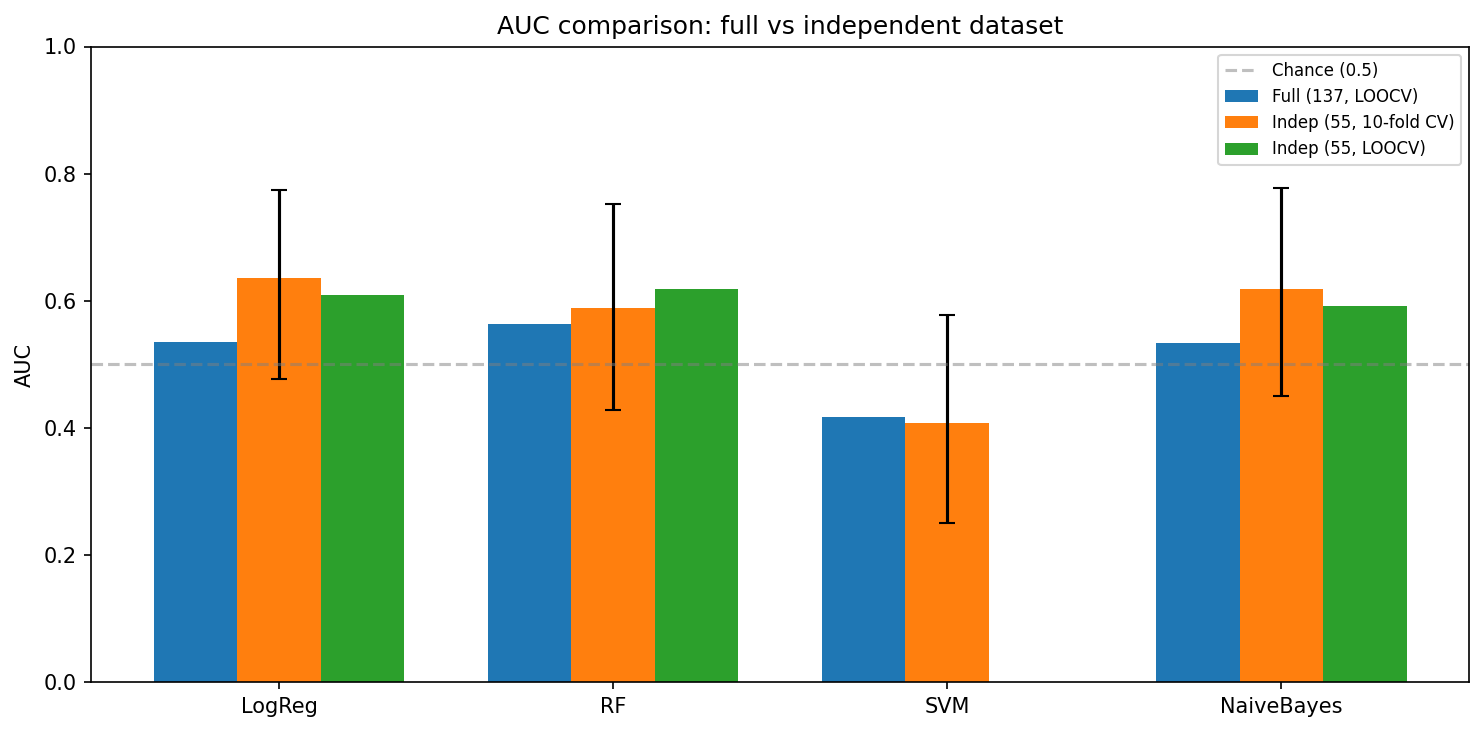 AUC comparison: full vs independent dataset
1.0
0.8
0.6
0.4
0.2
0.0
AUC
Chance (0.5)
Full (137, LOOCV)
Indep (55, 10-fold CV)
Indep (55, LOOCV)
LogReg
RF
SVM
NaiveBayes